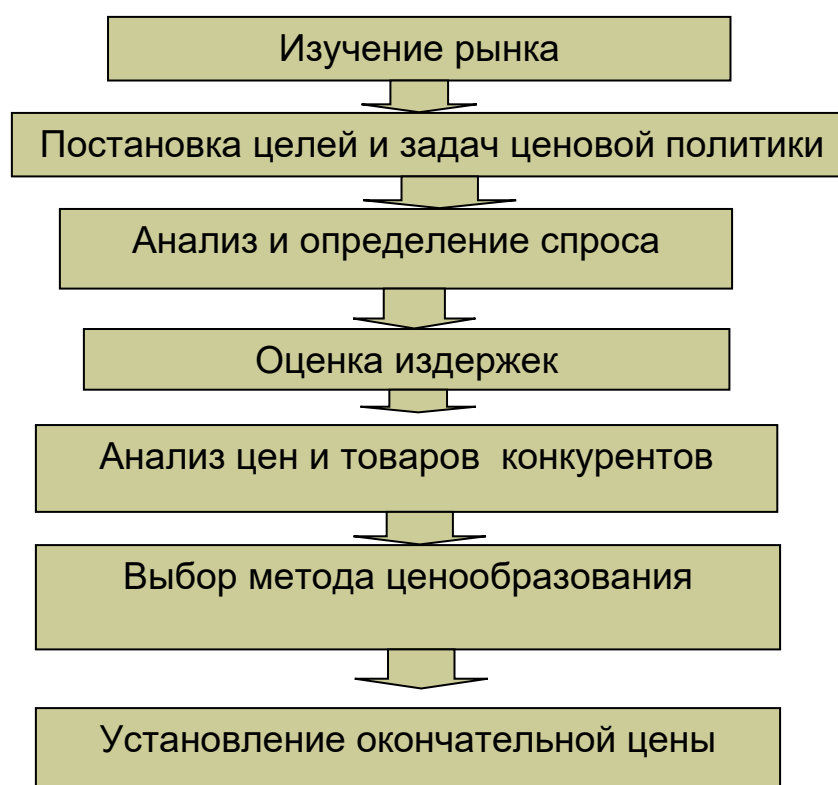 Изучение рынка
Постановка целей и задач ценовой политики
Анализ и определение спроса
Оценка издержек
Анализ цен и товаров конкурентов
Выбор метода ценообразования
Установление окончательной цены